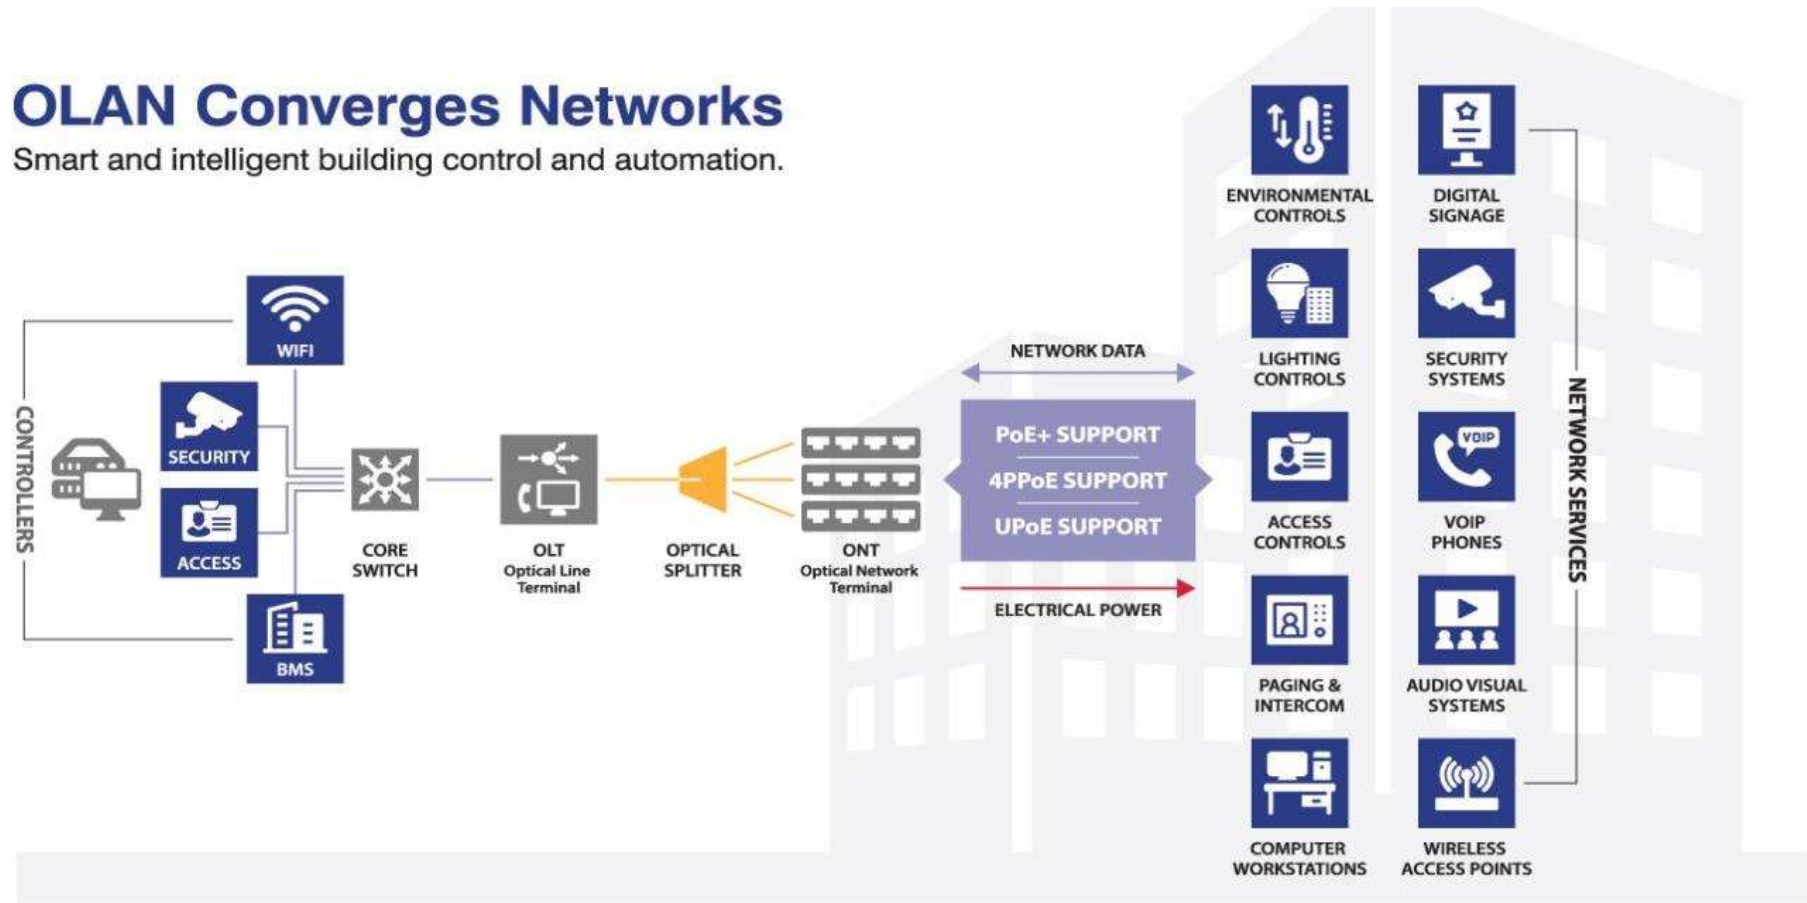 OLAN Converges Networks
Smart and intelligent building control and automation.
CONTROLLERS
WIFI
SECURITY
ACCESS
BMS
CORE
SWITCH
OLT
Optical Line
Terminal
OPTICAL
SPLITTER
ONT
Optical Network
Terminal
NETWORK DATA
PoE+ SUPPORT
4PPoE SUPPORT
UPoE SUPPORT
ELECTRICAL POWER
ENVIRONMENTAL
CONTROLS
DIGITAL
SIGNAGE
LIGHTING
CONTROLS
SECURITY
SYSTEMS
ACCESS
CONTROLS
VOIP
VOIP
PHONES
PAGING &
INTERCOM
AUDIO VISUAL
SYSTEMS
COMPUTER
WORKSTATIONS
WIRELESS
ACCESS POINTS
NETWORK SERVICES